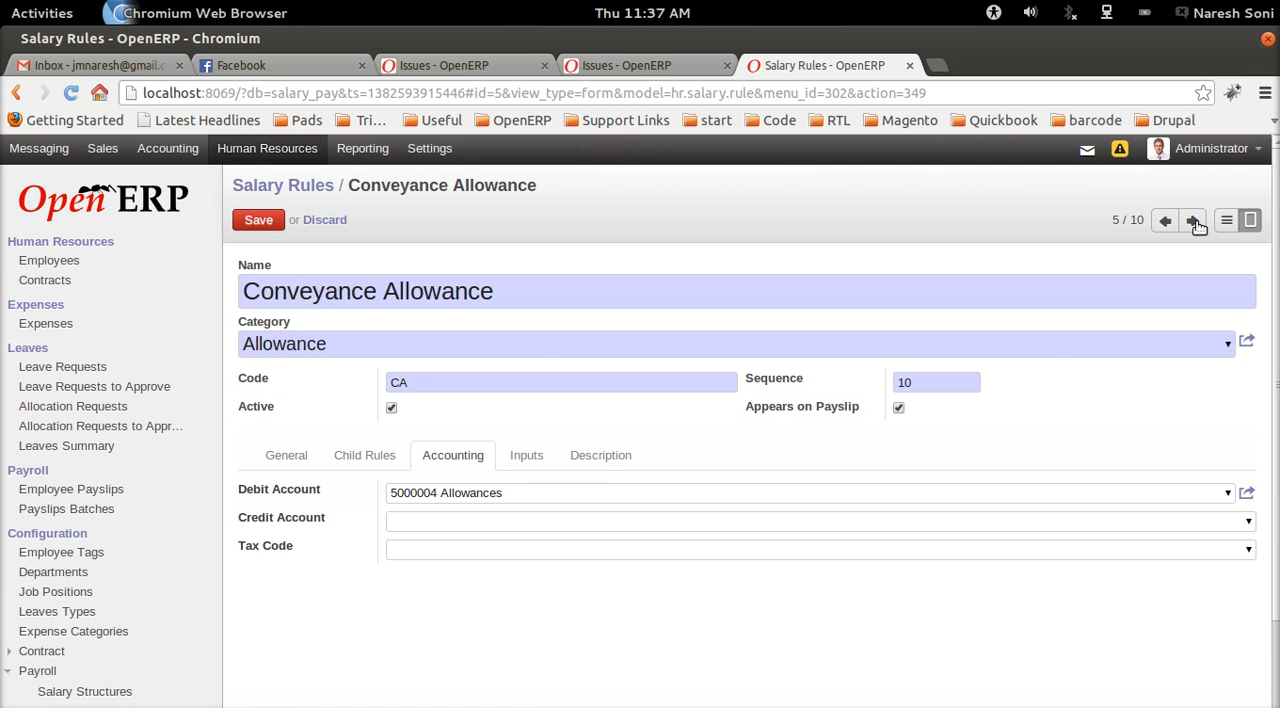 Activities Chromium Web Browser Thu 11:37 AM Naresh Soni
Salary Rules - OpenERP - Chromium
Inbox - jmnaresh@gmail.c Facebook Issues - OpenERP Issues - OpenERP Salary Rules - OpenERP
localhost:8069/?db=salary_pay&ts=1382593915446#id=5&view_type=form&model=hr.salary.rule&menu_id=302&action=349
Getting Started Latest Headlines Pads Tri... Useful OpenERP Support Links start Code RTL Magento Quickbook barcode Drupal
Messaging Sales Accounting Human Resources Reporting Settings Administrator
Open ERP
Human Resources
Employees
Contracts
Expenses
Expenses
Leaves
Leave Requests
Leave Requests to Approve
Allocation Requests
Allocation Requests to Appr...
Leaves Summary
Payroll
Employee Payslips
Payslips Batches
Configuration
Employee Tags
Departments
Job Positions
Leaves Types
Expense Categories
Contract
Payroll
Salary Structures
Salary Rules / Conveyance Allowance
Save or Discard 5 / 10
Name
Conveyance Allowance
Category
Allowance
Code CA Sequence 10
Active Appears on Payslip
General Child Rules Accounting Inputs Description
Debit Account 5000004 Allowances
Credit Account
Tax Code